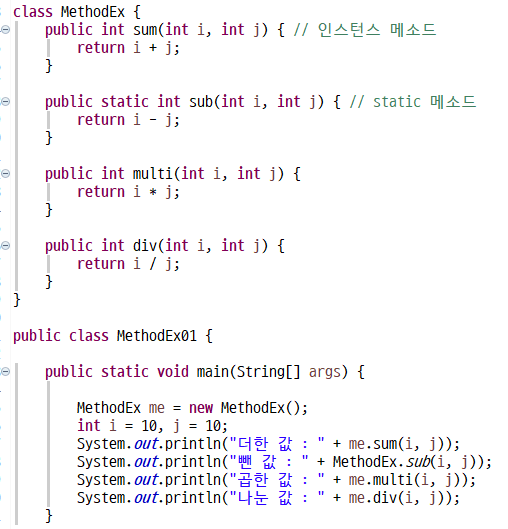 class MethodEx {
public int sum(int i, int j) { // 인스턴스 메소드
return i + j;
}
public static int sub(int i, int j) { // static 메소드
return i - j;
}
public int multi(int i, int j) {
return i * j;
}
public int div(int i, int j) {
return i / j;
}
}
public class MethodEx01 {
public static void main(String[] args) {
MethodEx me = new MethodEx();
int i = 10, j = 10;
System.out.println("더한 값 : " + me.sum(i, j));
System.out.println("뺀 값 : " + MethodEx.sub(i, j));
System.out.println("곱한 값 : " + me.multi(i, j));
System.out.println("나눈 값 : " + me.div(i, j));
}